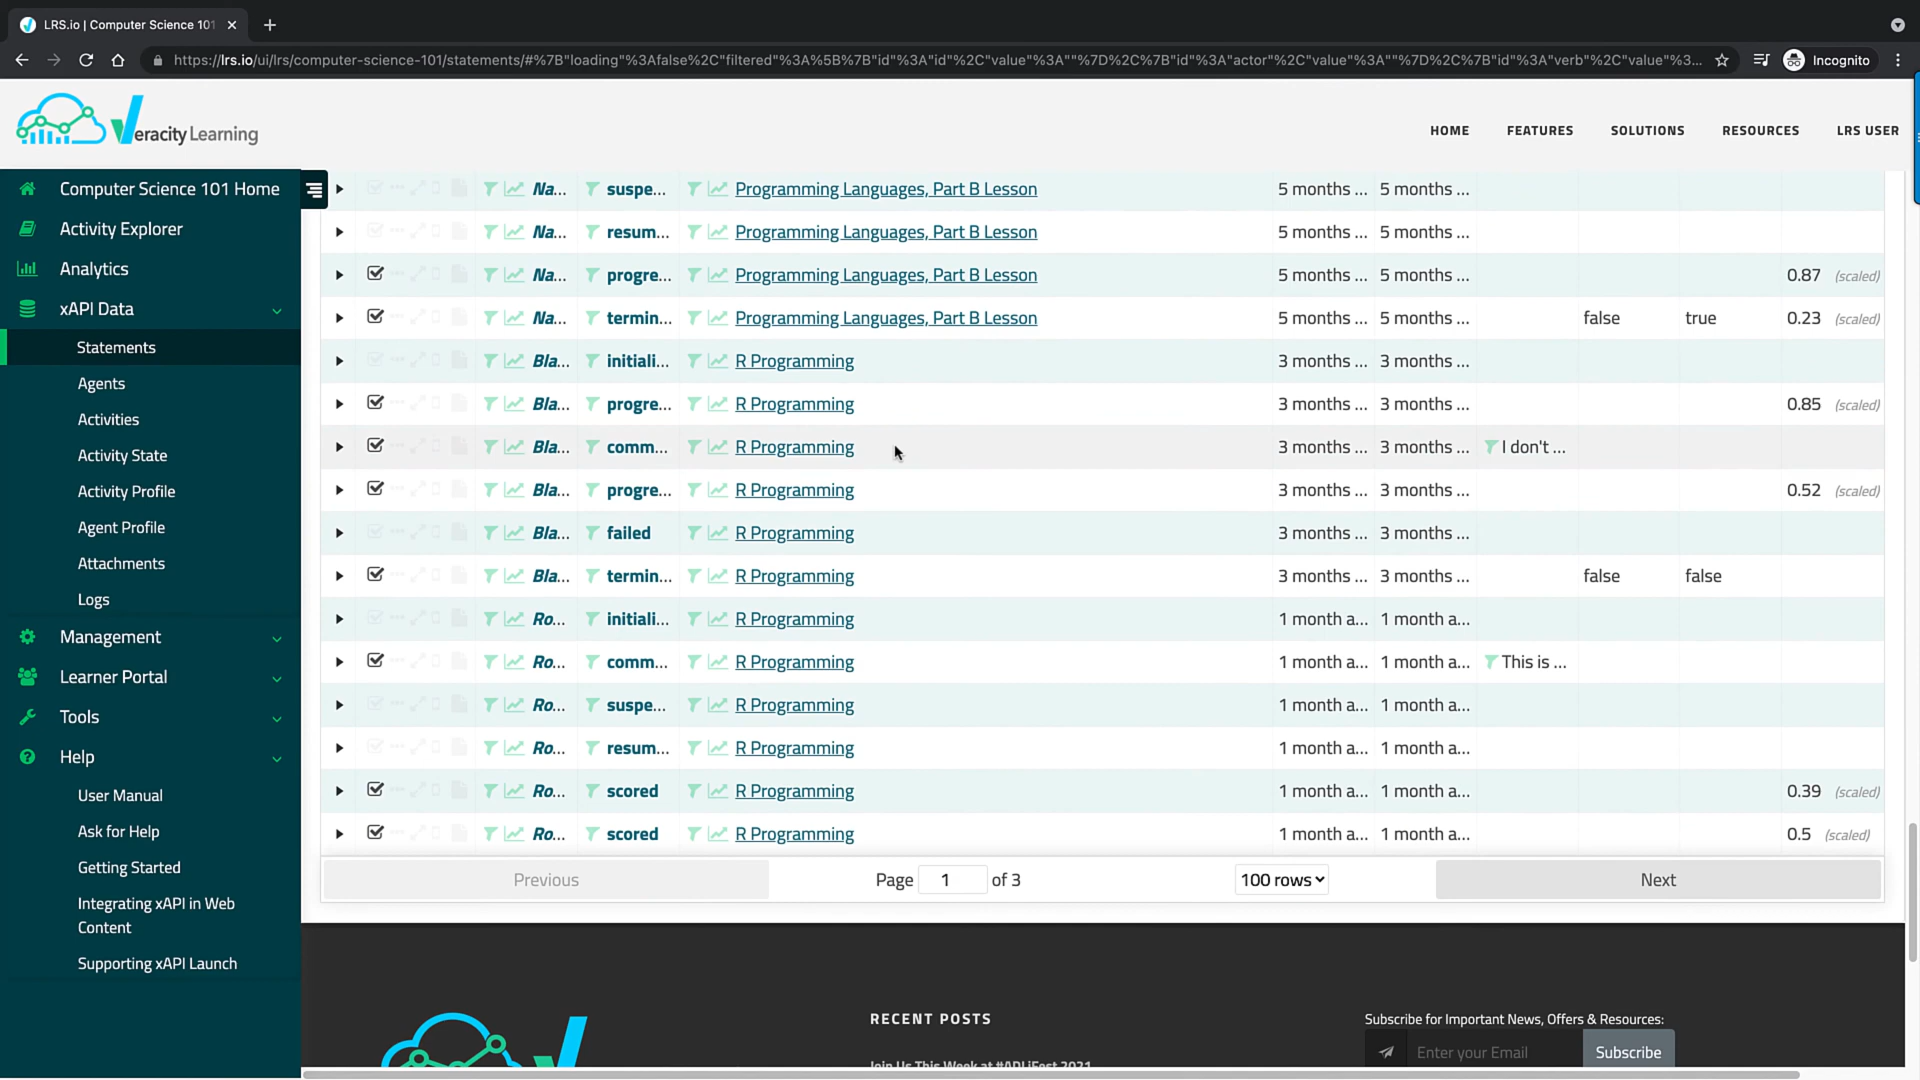 LRS.io | Computer Science 101
https://lrs.io/ui/lrs/computer-science-101/statements/#%7B"loading"%3Afalse%2C"filtered"%3A%5B%7B"id"%3A"id"%2C"value"%3A""%7D%2C%7B"id"%3A"actor"%2C"value"%3A""%7D%2C%7B"id"%3A"verb"%2C"value"%3...
Incognito
Veracity Learning
HOME FEATURES SOLUTIONS RESOURCES LRS USER
Computer Science 101 Home
Activity Explorer
Analytics
xAPI Data
Statements
Agents
Activities
Activity State
Activity Profile
Agent Profile
Attachments
Logs
Management
Learner Portal
Tools
Help
User Manual
Ask for Help
Getting Started
Integrating xAPI in Web
Content
Supporting xAPI Launch
Na... suspe... Programming Languages, Part B Lesson 5 months ... 5 months ...
Na... resum... Programming Languages, Part B Lesson 5 months ... 5 months ...
Na... progre... Programming Languages, Part B Lesson 5 months ... 5 months ... 0.87 (scaled)
Na... termin... Programming Languages, Part B Lesson 5 months ... 5 months ... false true 0.23 (scaled)
Bla... initiali... R Programming 3 months ... 3 months ...
Bla... progre... R Programming 3 months ... 3 months ... 0.85 (scaled)
Bla... comm... R Programming 3 months ... 3 months ... I don't ...
Bla... progre... R Programming 3 months ... 3 months ... 0.52 (scaled)
Bla... failed R Programming 3 months ... 3 months ...
Bla... termin... R Programming 3 months ... 3 months ... false false
Ro... initiali... R Programming 1 month a... 1 month a...
Ro... comm... R Programming 1 month a... 1 month a... This is ...
Ro... suspe... R Programming 1 month a... 1 month a...
Ro... resum... R Programming 1 month a... 1 month a...
Ro... scored R Programming 1 month a... 1 month a... 0.39 (scaled)
Ro... scored R Programming 1 month a... 1 month a... 0.5 (scaled)
Previous Page 1 of 3 100 rows Next
RECENT POSTS
Join Us This Week at #ADLiFest 2021
Subscribe for Important News, Offers & Resources:
Enter your Email Subscribe